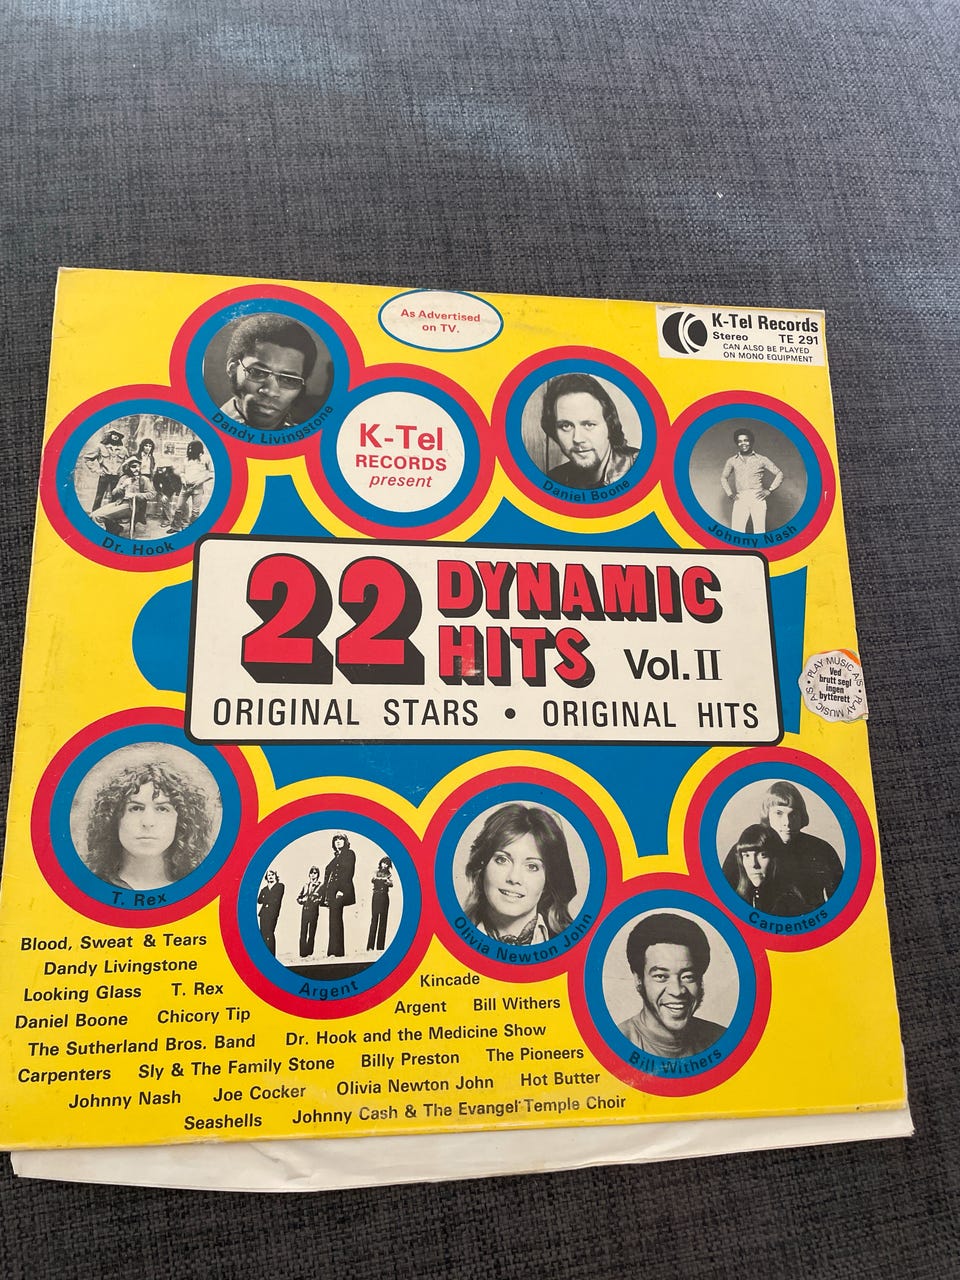 As Advertised
on TV.
K-Tel Records
Stereo TE 291
CAN ALSO BE PLAYED
ON MONO EQUIPMENT
Dandy Livingstone
K-Tel
RECORDS
present
Daniel Boone
Dr. Hook
Johnny Nash
22 DYNAMIC
HITS Vol. II
ORIGINAL STARS • ORIGINAL HITS
PLAY MUSIC A/S • PLAY MUSIC A/S •
Ved
brutt segl
ingen
bytterett
T. Rex
Argent
Olivia Newton John
Carpenters
Bill Withers
Blood, Sweat & Tears
Dandy Livingstone
Kincade
Looking Glass T. Rex
Argent Bill Withers
Daniel Boone Chicory Tip
The Sutherland Bros. Band Dr. Hook and the Medicine Show
Carpenters Sly & The Family Stone Billy Preston The Pioneers
Johnny Nash Joe Cocker Olivia Newton John Hot Butter
Seashells Johnny Cash & The Evangel Temple Choir